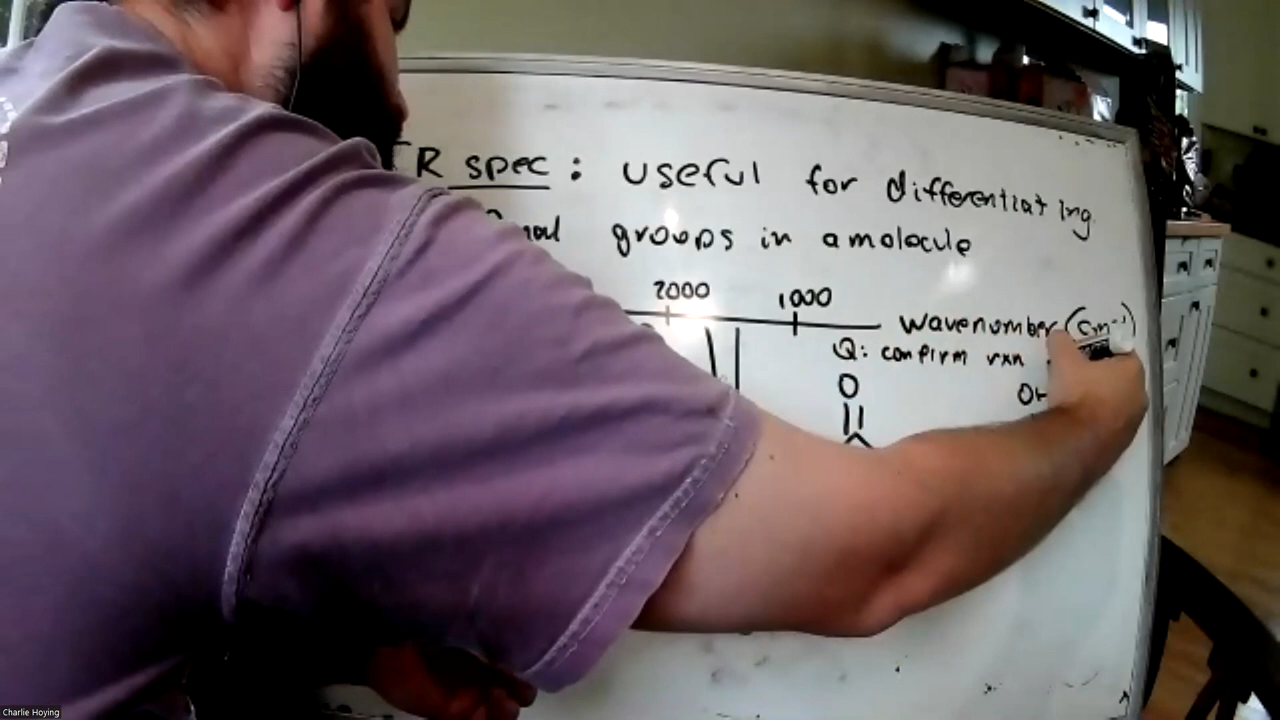 R spec: useful for differentiating
groups in a molecule
2000 1000
wavenumber (cm⁻¹)
Q: confirm rxn
O
OH
Charlie Hoying